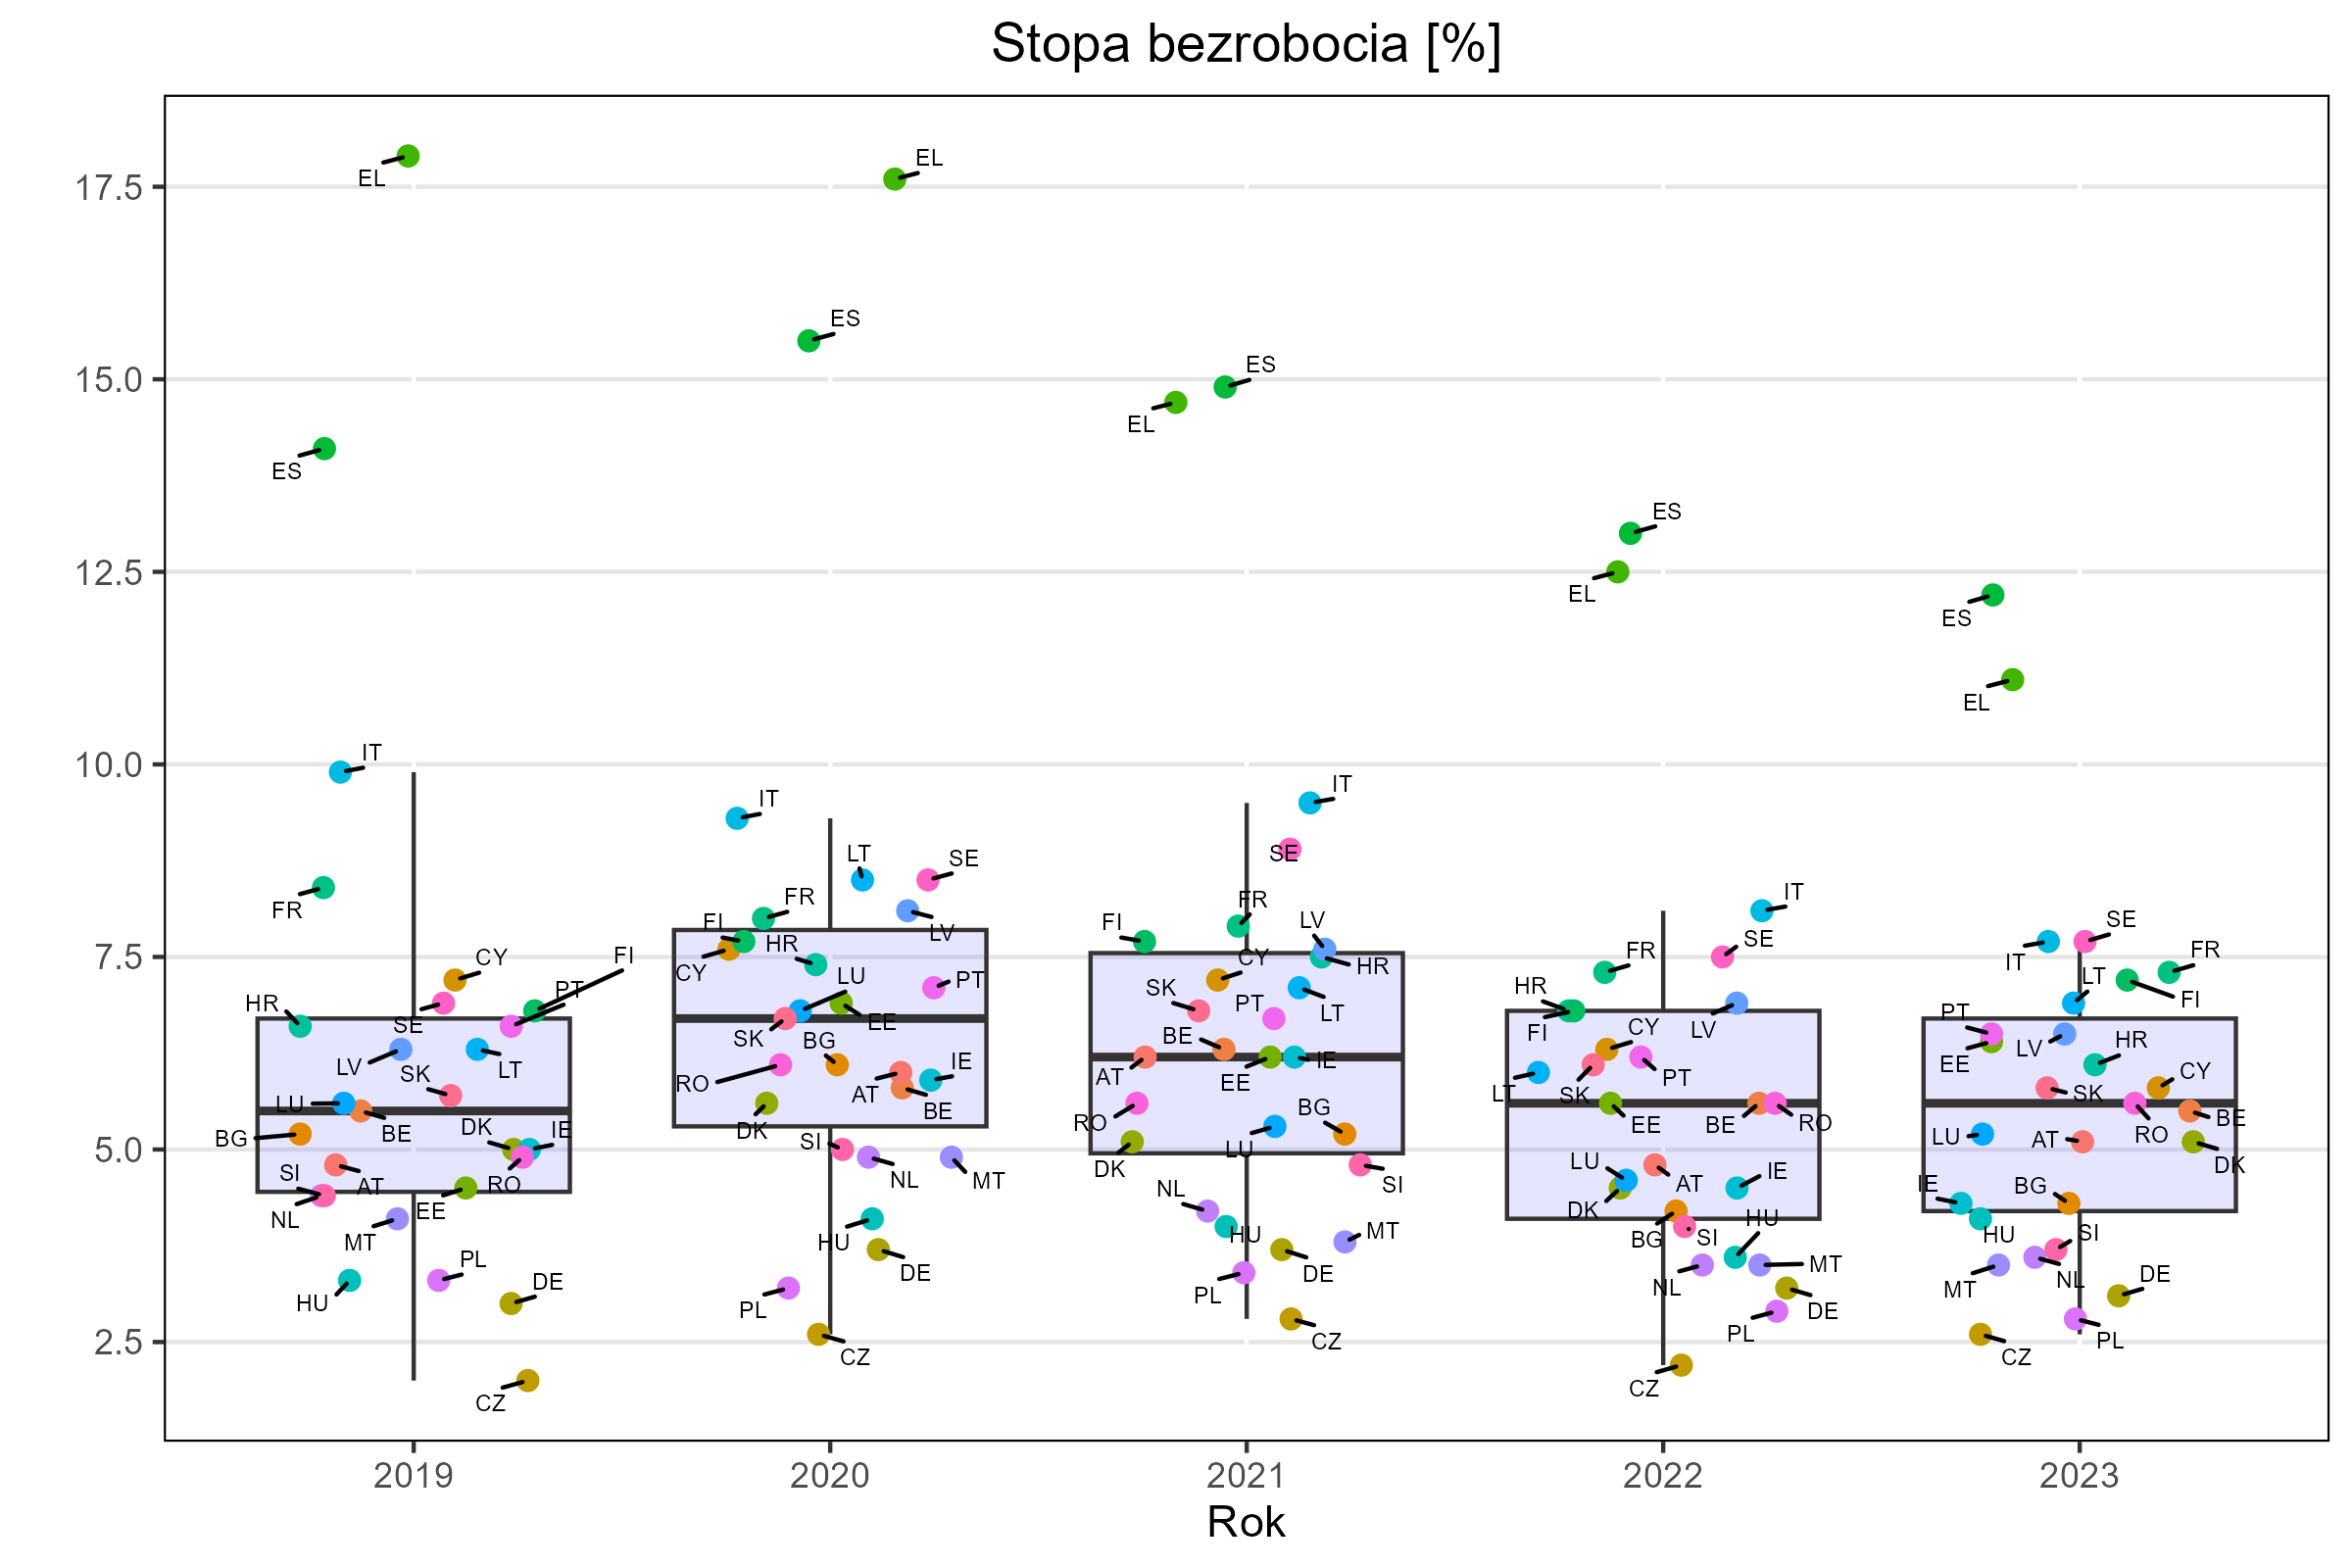 Stopa bezrobocia [%]
17.5
15.0
12.5
10.0
7.5
5.0
2.5
EL
ES
IT
FR
CY
FI
PT
HR
SE
LV
LT
SK
LU
BE
BG
DK
IE
SI
AT
RO
NL
EE
MT
PL
HU
DE
CZ
EL
ES
IT
LT
SE
FR
FI
HR
LV
CY
LU
PT
SK
EE
BG
RO
IE
AT
BE
DK
SI
NL
MT
HU
DE
PL
CZ
ES
EL
IT
SE
FR
FI
LV
CY
HR
SK
PT
LT
BE
IE
AT
EE
BG
RO
LU
DK
SI
NL
MT
HU
DE
PL
CZ
ES
EL
IT
SE
FR
HR
FI
LV
CY
PT
LT
SK
EE
BE
RO
LU
IE
AT
DK
HU
BG
SI
MT
NL
DE
PL
CZ
ES
EL
SE
FR
IT
LT
FI
PT
LV
HR
EE
CY
SK
BE
LU
AT
RO
DK
IE
BG
HU
SI
NL
MT
DE
PL
CZ
2019 2020 2021 2022 2023
Rok